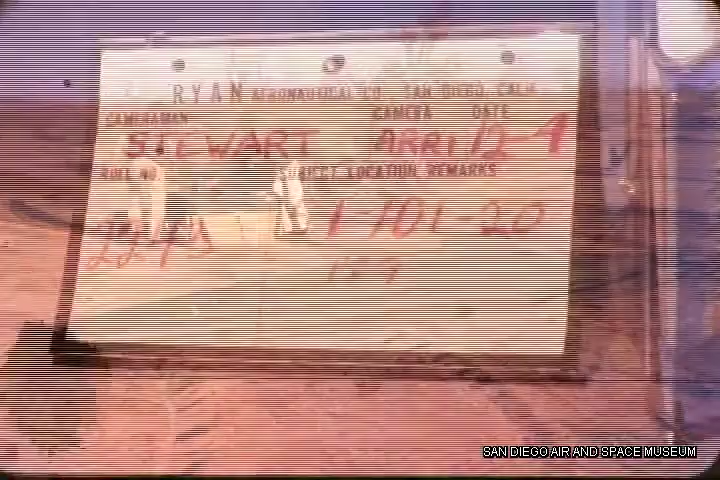 RYAN AERONAUTICAL CO., SAN DIEGO, CALIF.
CAMERAMAN CAMERA DATE
STEWART ARRI 12-9
ROLL NO. SUBJECT LOCATION REMARKS
1-101-20
SAN DIEGO AIR AND SPACE MUSEUM